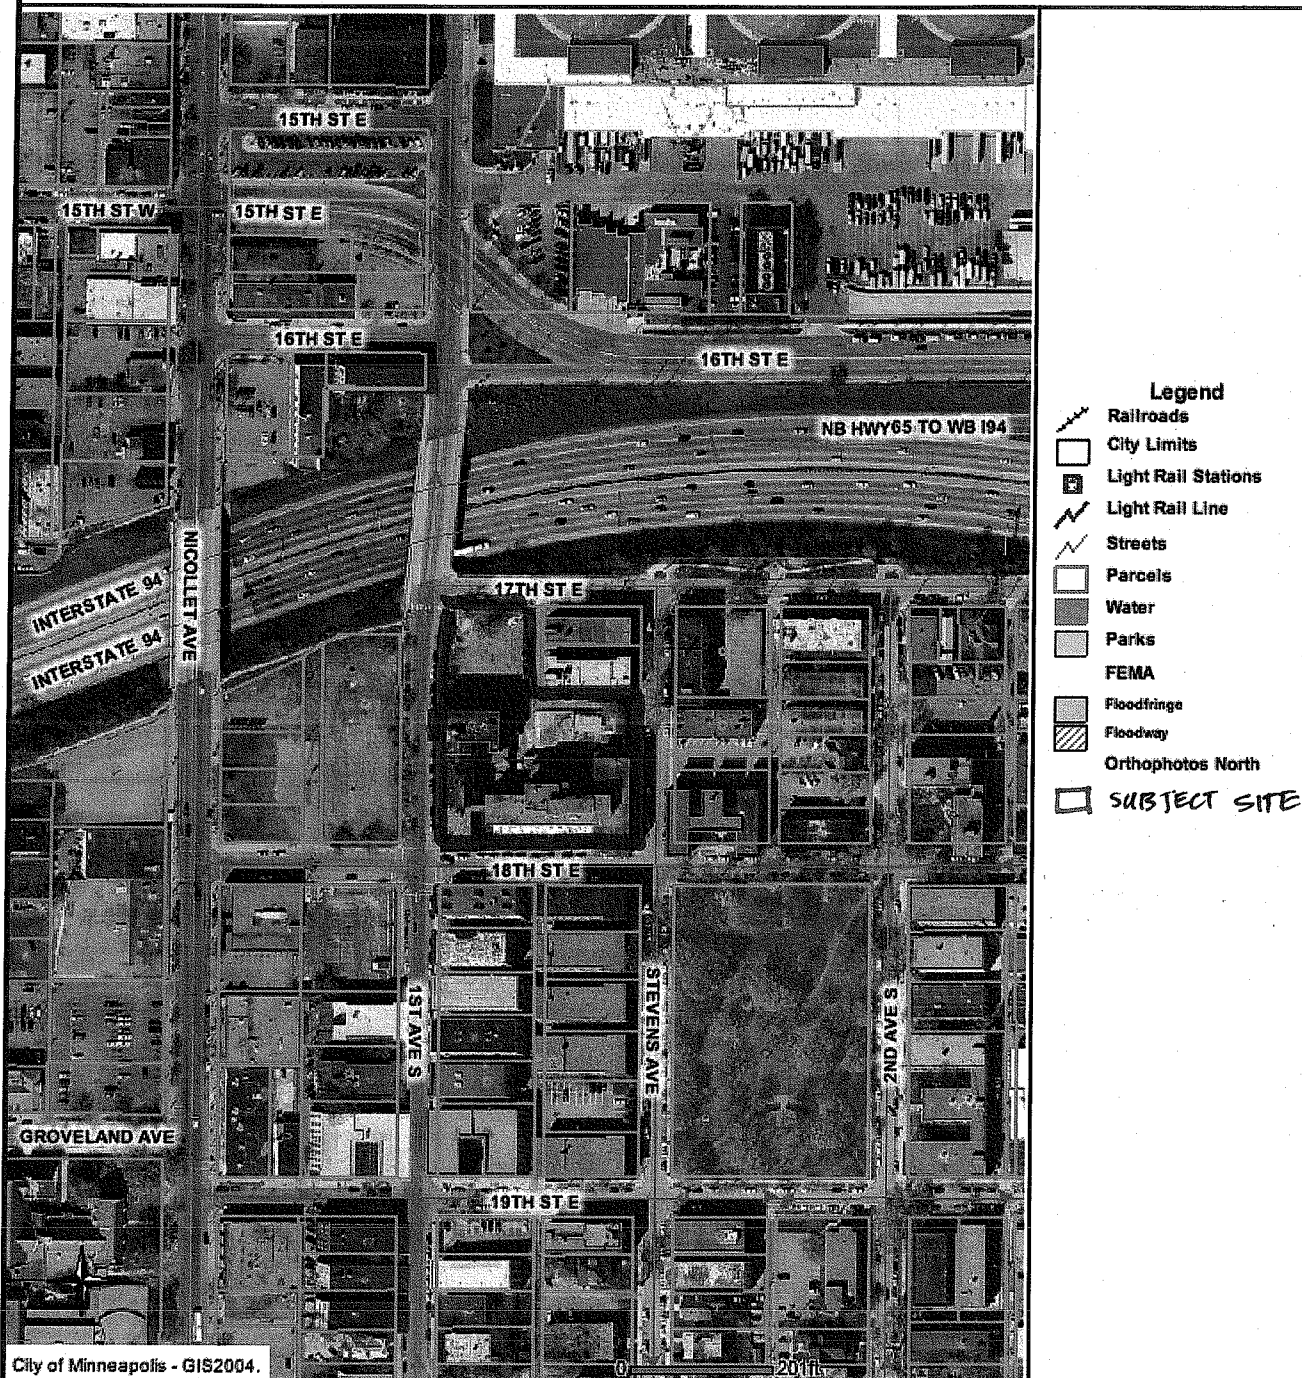 15TH ST E
15TH ST W
15TH ST E
16TH ST E
16TH ST E
NB HWY65 TO WB I94
NICOLLET AVE
INTERSTATE 94
INTERSTATE 94
17TH ST E
18TH ST E
1ST AVE S
STEVENS AVE
2ND AVE S
GROVELAND AVE
19TH ST E
City of Minneapolis - GIS2004.
0 201ft.
Legend
Railroads
City Limits
Light Rail Stations
Light Rail Line
Streets
Parcels
Water
Parks
FEMA
Floodfringe
Floodway
Orthophotos North
SUBJECT SITE